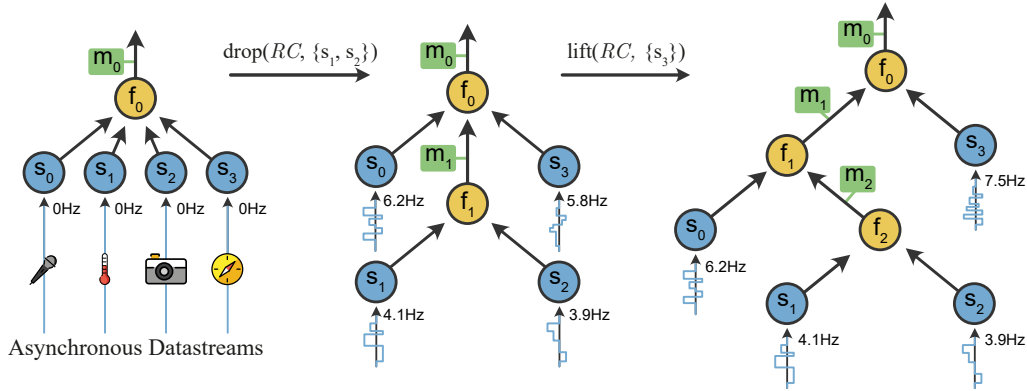 m₀
f₀
s₀ s₁ s₂ s₃
0Hz 0Hz 0Hz 0Hz
Asynchronous Datastreams
drop(RC, {s₁, s₂})
m₀
f₀
m₁
s₀ s₃
6.2Hz 5.8Hz
f₁
s₁ s₂
4.1Hz 3.9Hz
lift(RC, {s₃})
m₀
f₀
m₁
f₁ s₃
7.5Hz
m₂
s₀ f₂
6.2Hz
s₁ s₂
4.1Hz 3.9Hz